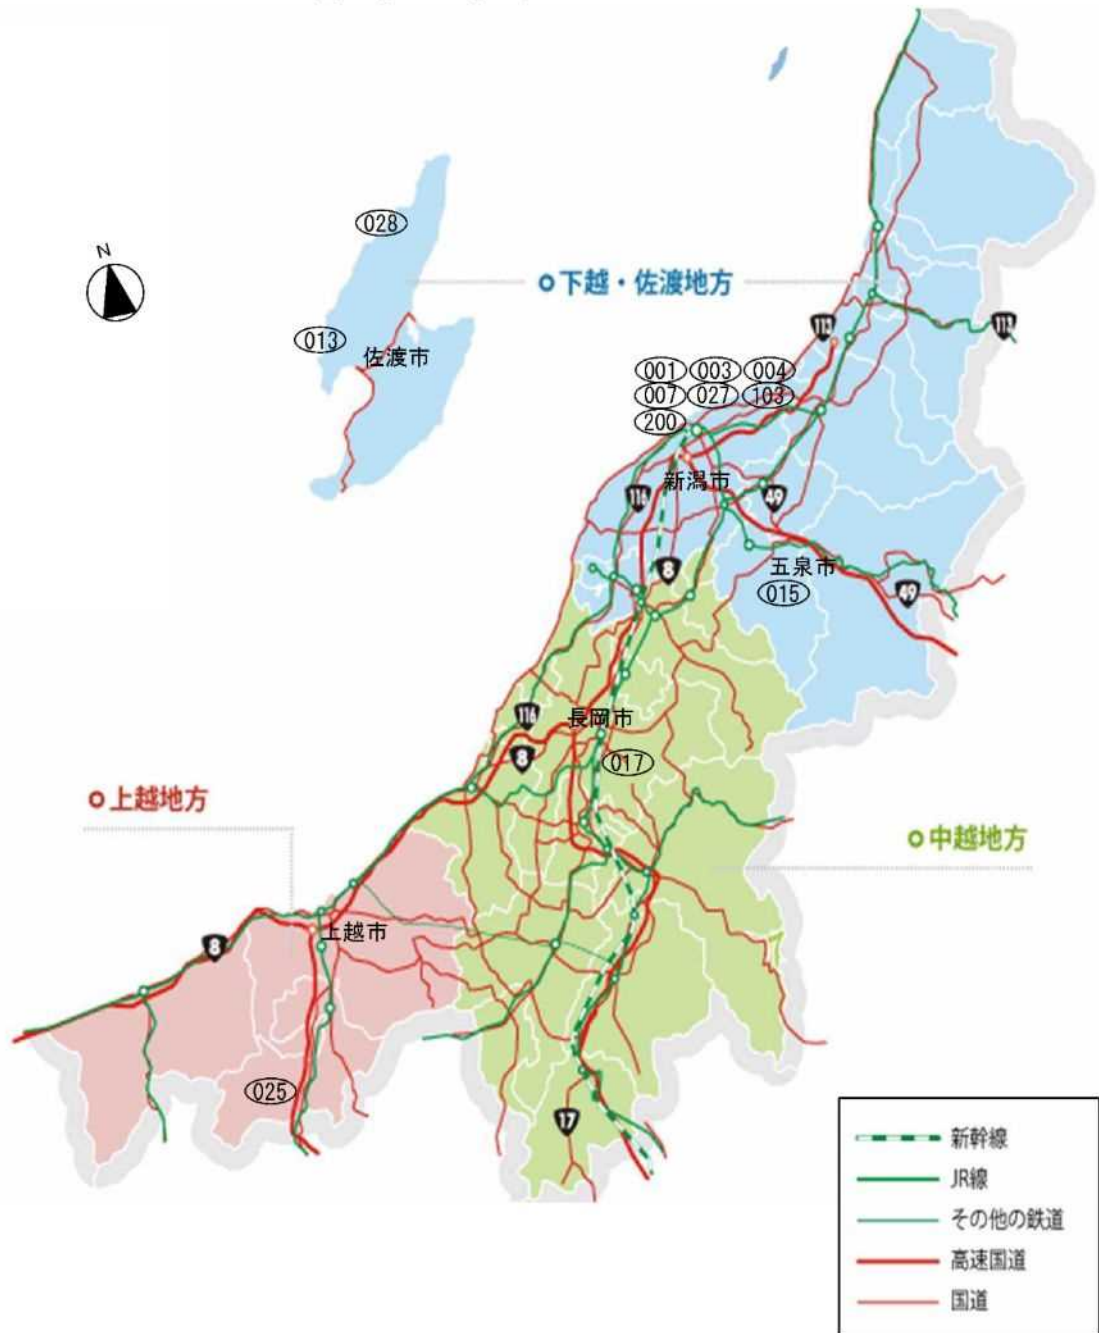 028
N
下越・佐渡地方
013
佐渡市
113
113
001 003 004
007 027 103
200
新潟市
116
49
8
五泉市
015
49
116
長岡市
8
017
上越地方
中越地方
上越市
8
025
17
新幹線
JR線
その他の鉄道
高速国道
国道